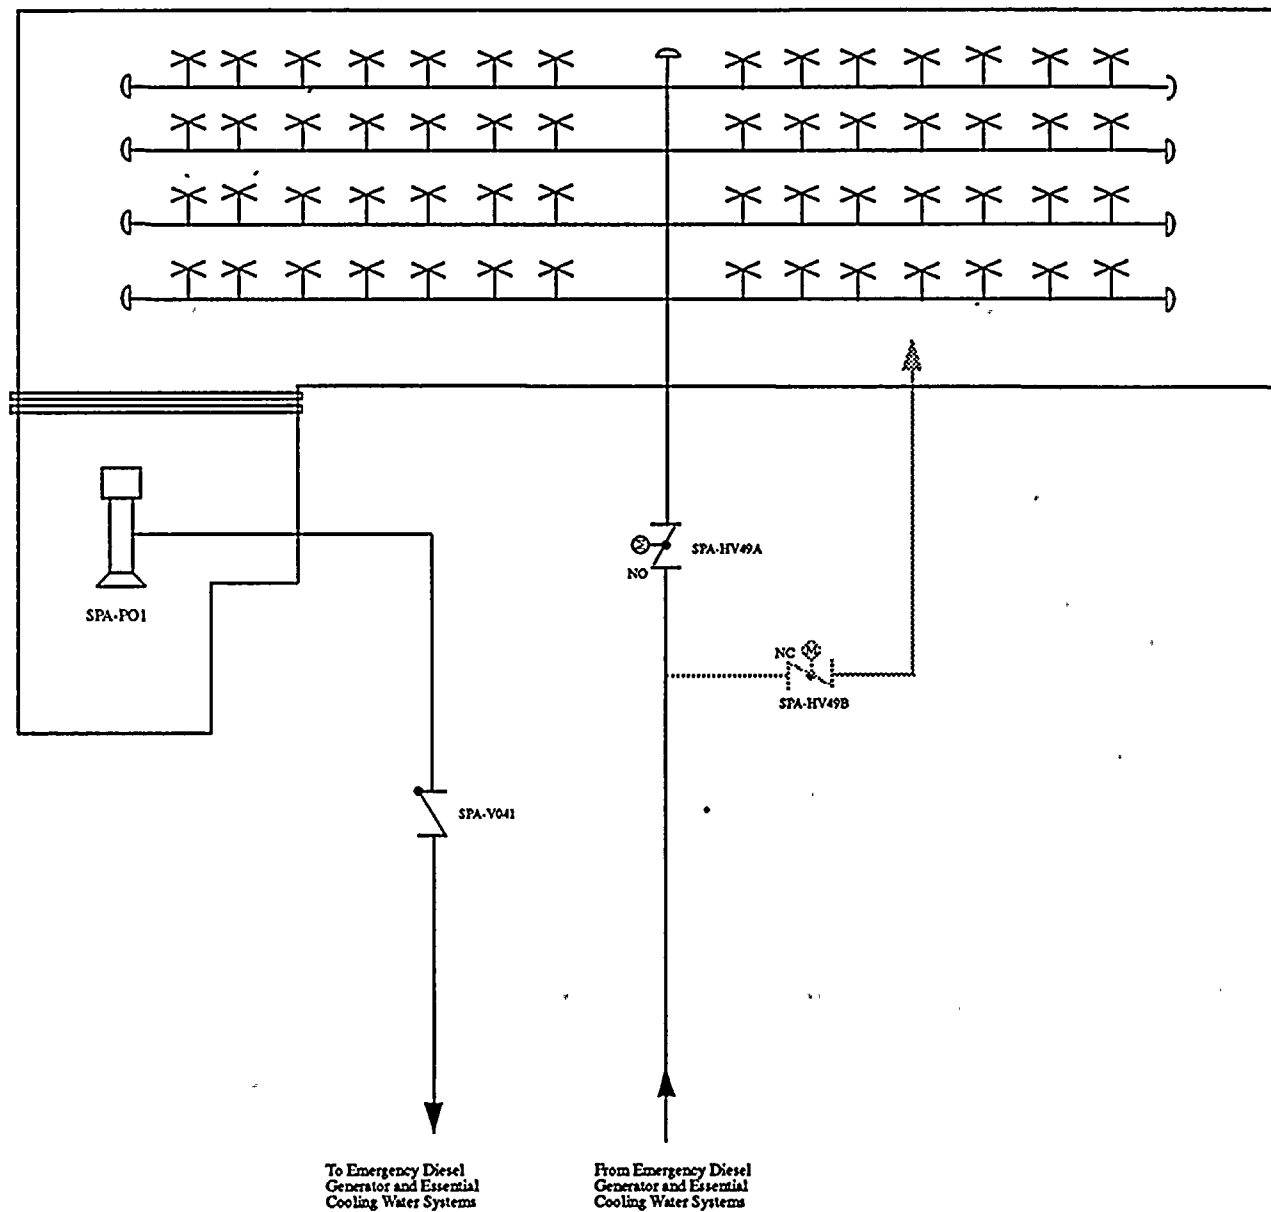 SPA-HV49A
NO
SPA-PO1
NC M
SPA-HV49B
SPA-V041
To Emergency Diesel
Generator and Essential
Cooling Water Systems
From Emergency Diesel
Generator and Essential
Cooling Water Systems